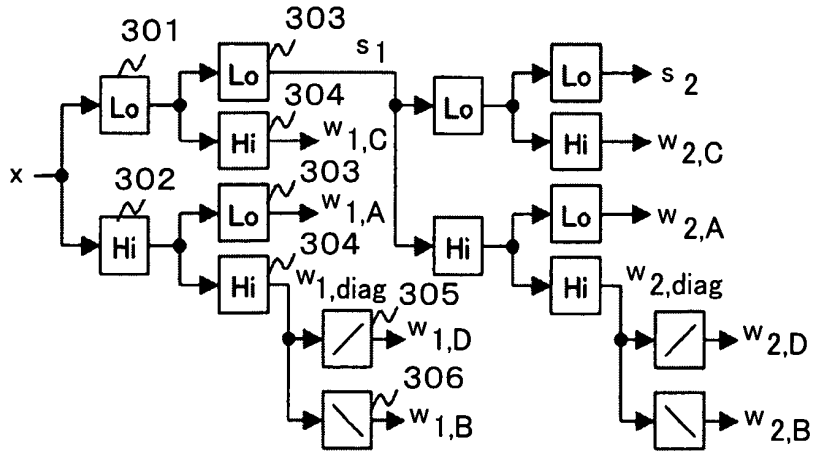 301
303
s1
Lo
Lo
Lo
Lo
s2
304
Hi
w1,C
Hi
w2,C
x
302
303
Hi
Lo
w1,A
Hi
Lo
w2,A
304
Hi
w1,diag
Hi
w2,diag
305
w1,D
w2,D
306
w1,B
w2,B